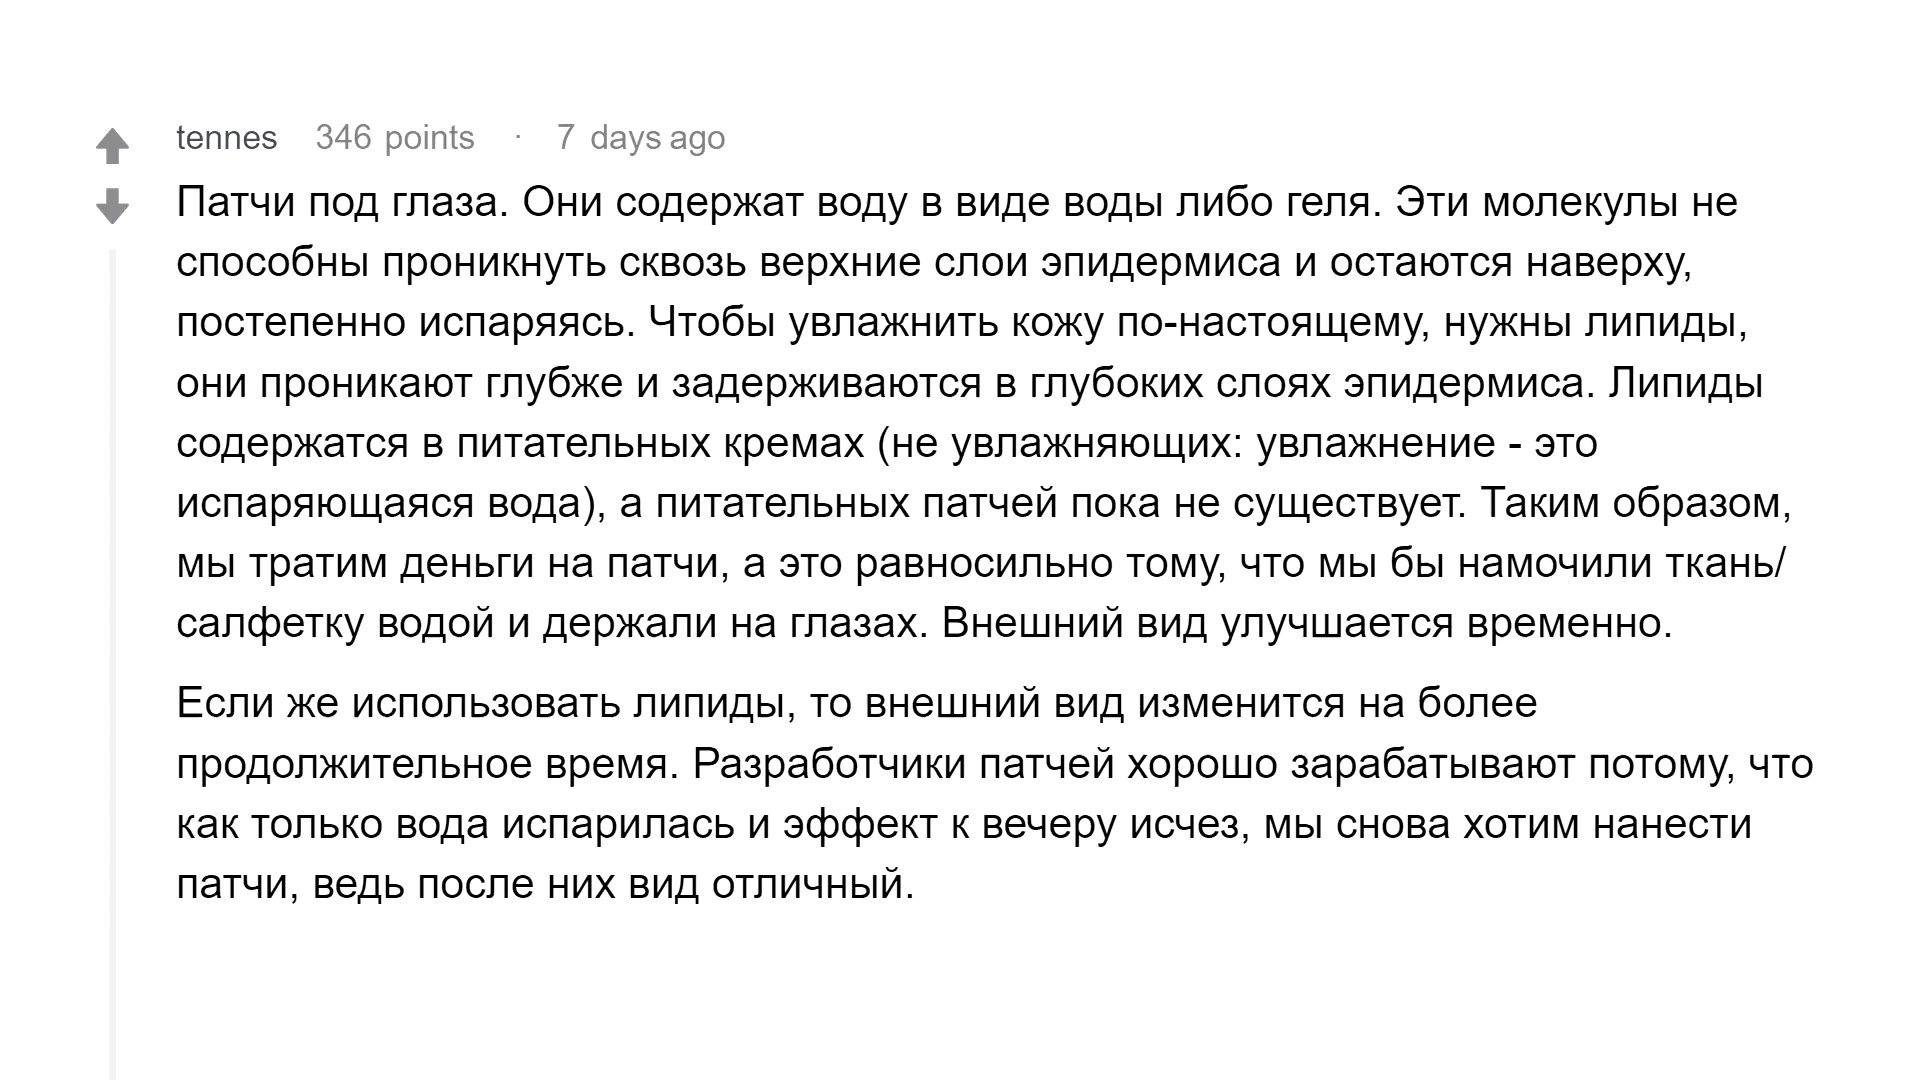 tennes 346 points · 7 days ago
Патчи под глаза. Они содержат воду в виде воды либо геля. Эти молекулы не
способны проникнуть сквозь верхние слои эпидермиса и остаются наверху,
постепенно испаряясь. Чтобы увлажнить кожу по-настоящему, нужны липиды,
они проникают глубже и задерживаются в глубоких слоях эпидермиса. Липиды
содержатся в питательных кремах (не увлажняющих: увлажнение - это
испаряющаяся вода), а питательных патчей пока не существует. Таким образом,
мы тратим деньги на патчи, а это равносильно тому, что мы бы намочили ткань/
салфетку водой и держали на глазах. Внешний вид улучшается временно.
Если же использовать липиды, то внешний вид изменится на более
продолжительное время. Разработчики патчей хорошо зарабатывают потому, что
как только вода испарилась и эффект к вечеру исчез, мы снова хотим нанести
патчи, ведь после них вид отличный.